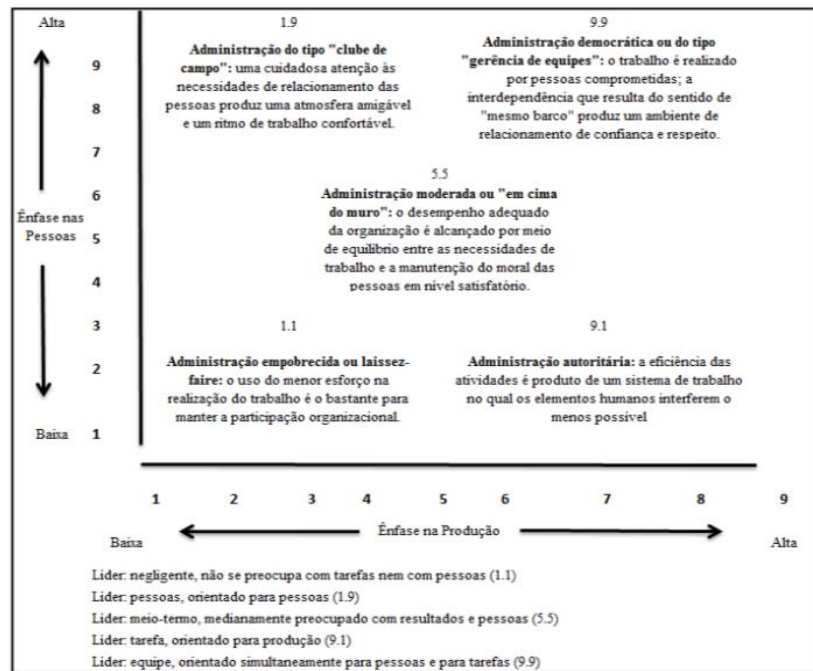 Alta
1.9
9.9
Administração do tipo "clube de
campo": uma cuidadosa atenção às
necessidades de relacionamento das
pessoas produz uma atmosfera amigável
e um ritmo de trabalho confortável.
Administração democrática ou do tipo
"gerência de equipes": o trabalho é realizado
por pessoas comprometidas; a
interdependência que resulta do sentido de
"mesmo barco" produz um ambiente de
relacionamento de confiança e respeito.
9
8
7
6
5
4
3
2
1
Ênfase nas
Pessoas
Baixa
5.5
Administração moderada ou "em cima
do muro": o desempenho adequado
da organização é alcançado por meio
de equilíbrio entre as necessidades de
trabalho e a manutenção do moral das
pessoas em nível satisfatório.
1.1
9.1
Administração empobrecida ou laissez-
faire: o uso do menor esforço na
realização do trabalho é o bastante para
manter a participação organizacional.
Administração autoritária: a eficiência das
atividades é produto de um sistema de trabalho
no qual os elementos humanos interferem o
menos possivel
1 2 3 4 5 6 7 8 9
Baixa
Ênfase na Produção
Alta
Lider: negligente, não se preocupa com tarefas nem com pessoas (1.1)
Lider: pessoas, orientado para pessoas (1.9)
Lider: meio-termo, medianamente preocupado com resultados e pessoas (5.5)
Lider: tarefa, orientado para produção (9.1)
Lider: equipe, orientado simultaneamente para pessoas e para tarefas (9.9)